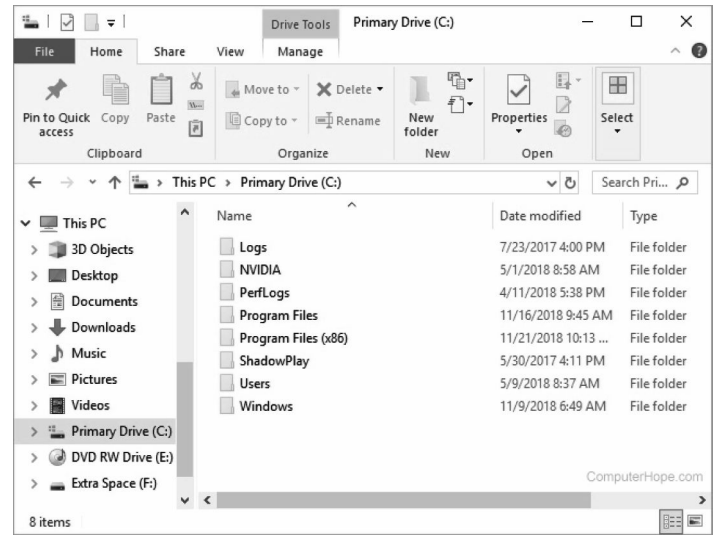 Drive Tools Primary Drive (C:)
File Home Share View Manage
Pin to Quick access Copy Paste
Move to Delete
Copy to Rename
New folder
Properties
Select
Clipboard Organize New Open
This PC > Primary Drive (C:) Search Pri...
This PC
3D Objects
Desktop
Documents
Downloads
Music
Pictures
Videos
Primary Drive (C:)
DVD RW Drive (E:)
Extra Space (F:)
Name Date modified Type
Logs 7/23/2017 4:00 PM File folder
NVIDIA 5/1/2018 8:58 AM File folder
PerfLogs 4/11/2018 5:38 PM File folder
Program Files 11/16/2018 9:45 AM File folder
Program Files (x86) 11/21/2018 10:13 ... File folder
ShadowPlay 5/30/2017 4:11 PM File folder
Users 5/9/2018 8:37 AM File folder
Windows 11/9/2018 6:49 AM File folder
ComputerHope.com
8 items